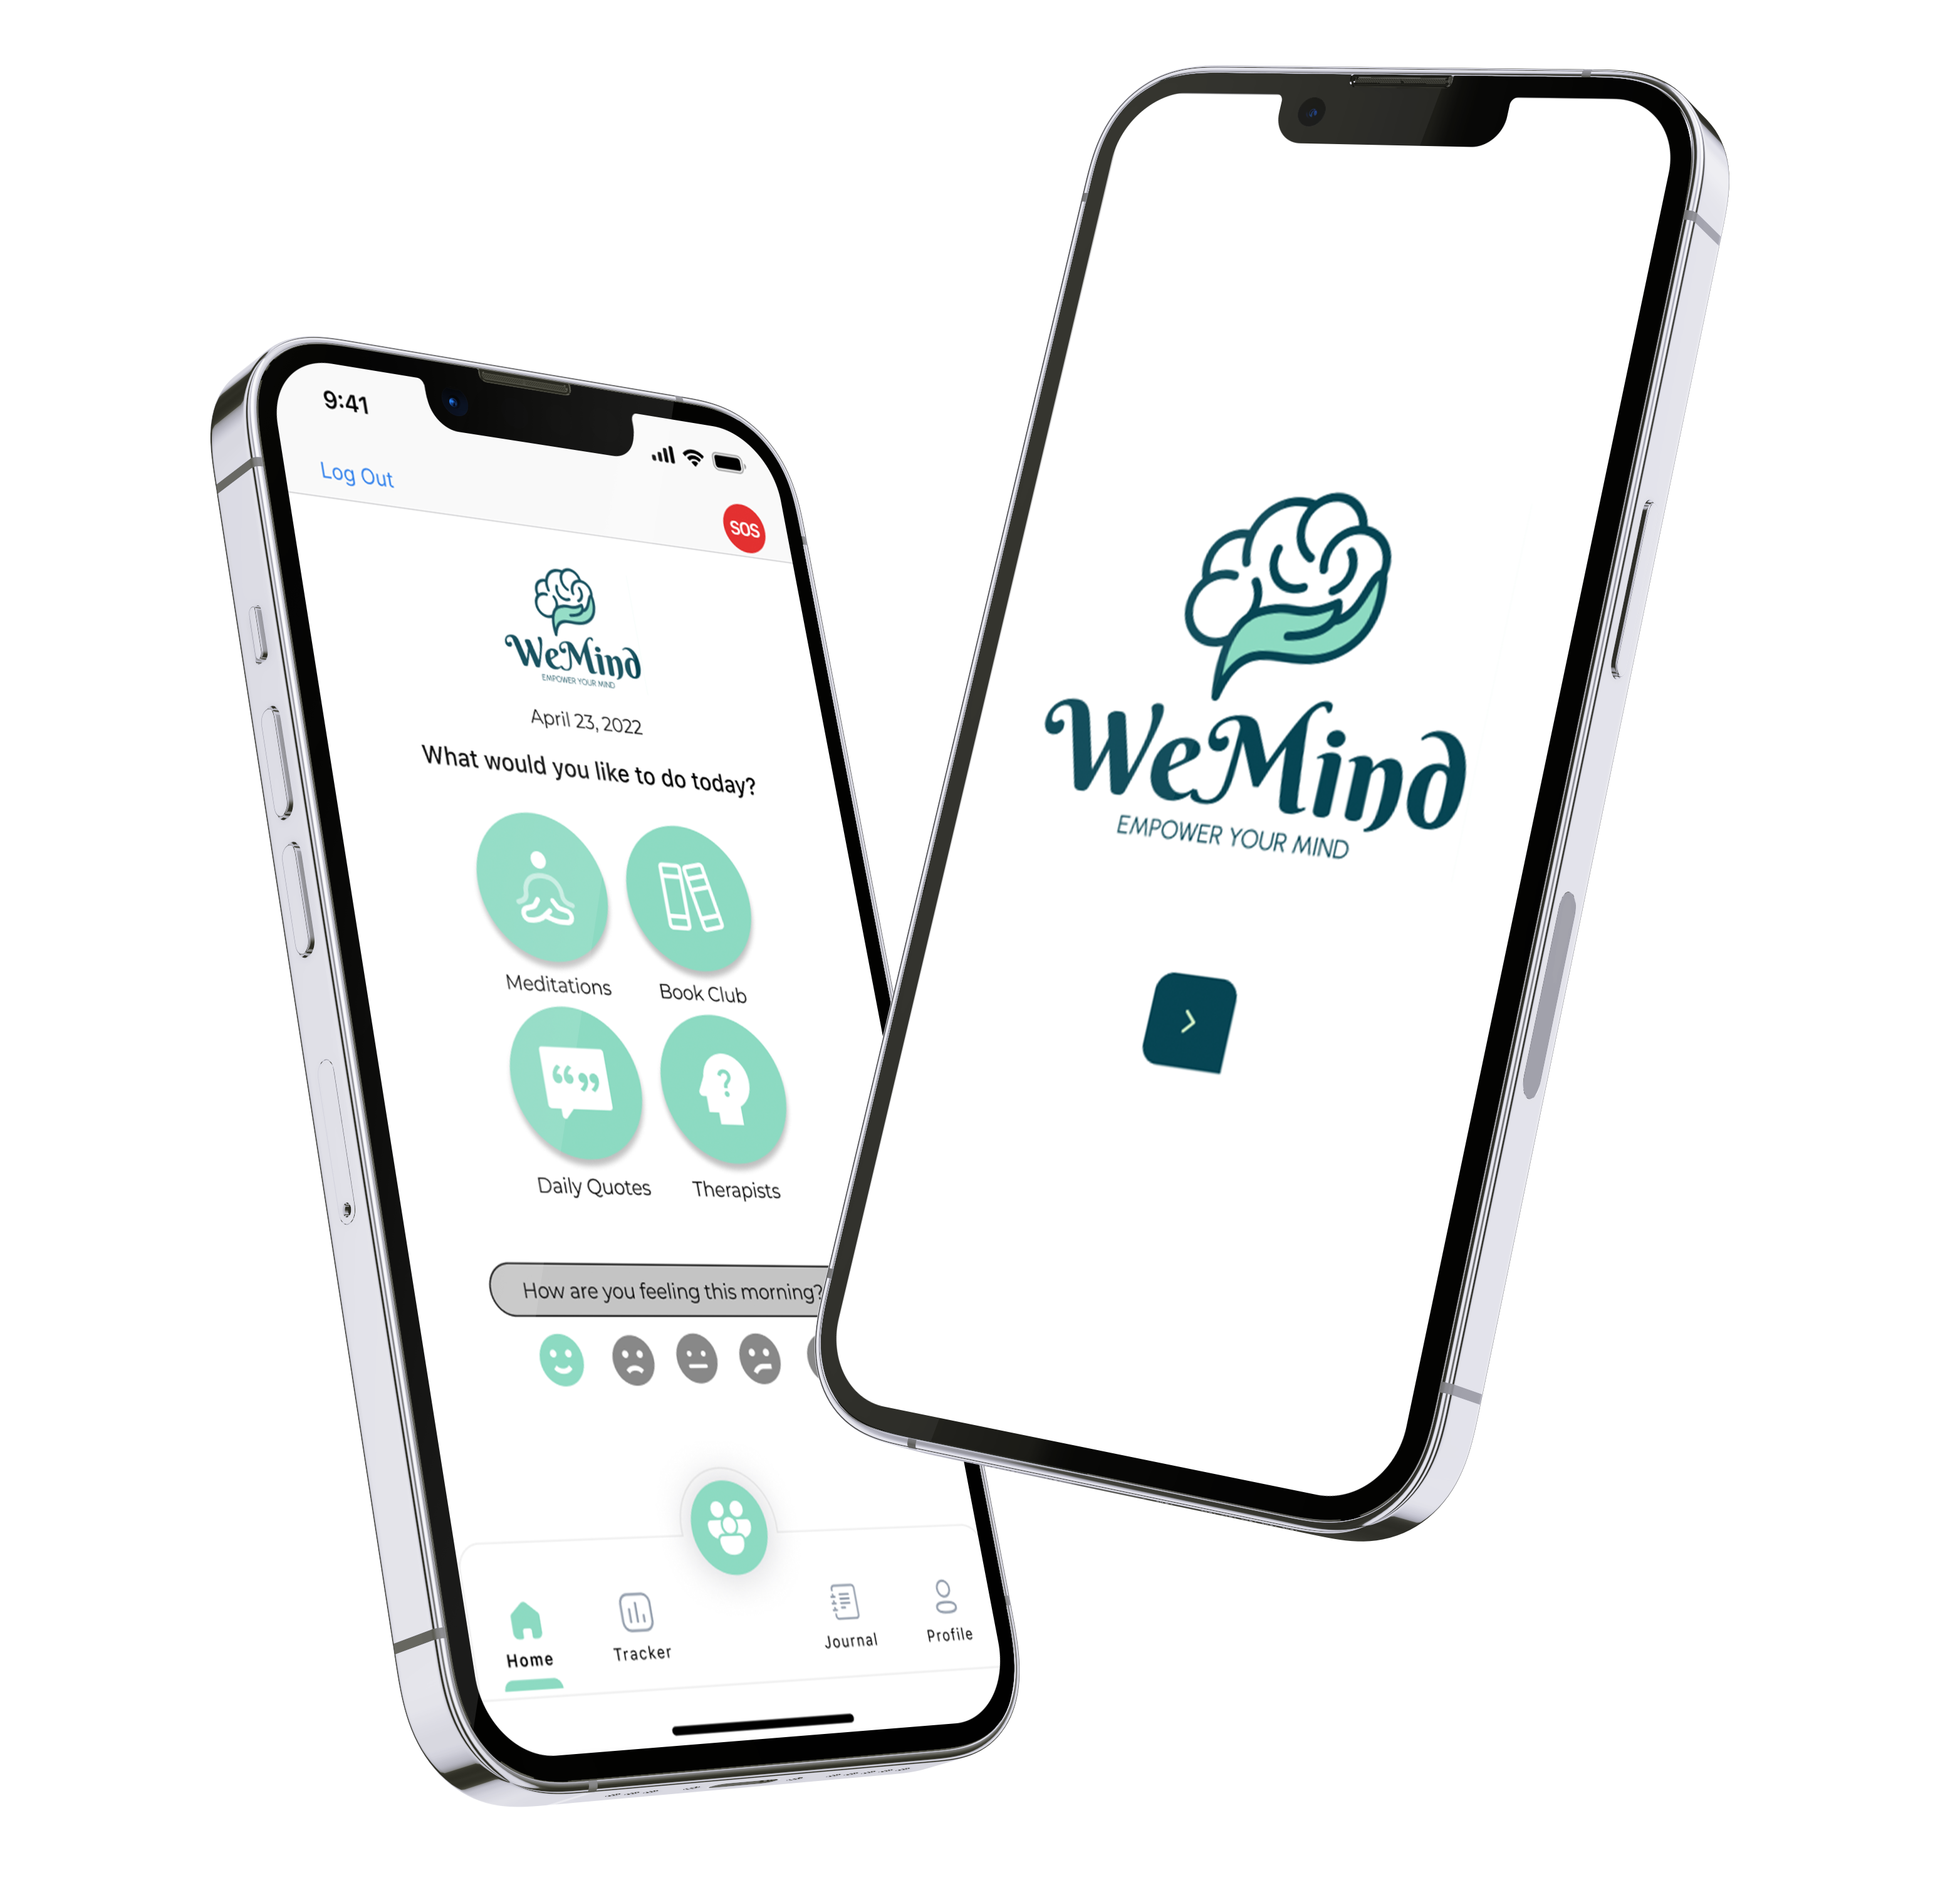 9:41
Log Out
SOS
WeMind
EMPOWER YOUR MIND
April 23, 2022
What would you like to do today?
Meditations
Book Club
Daily Quotes
Therapists
How are you feeling this morning?
Home
Tracker
Journal
Profile
WeMind
EMPOWER YOUR MIND